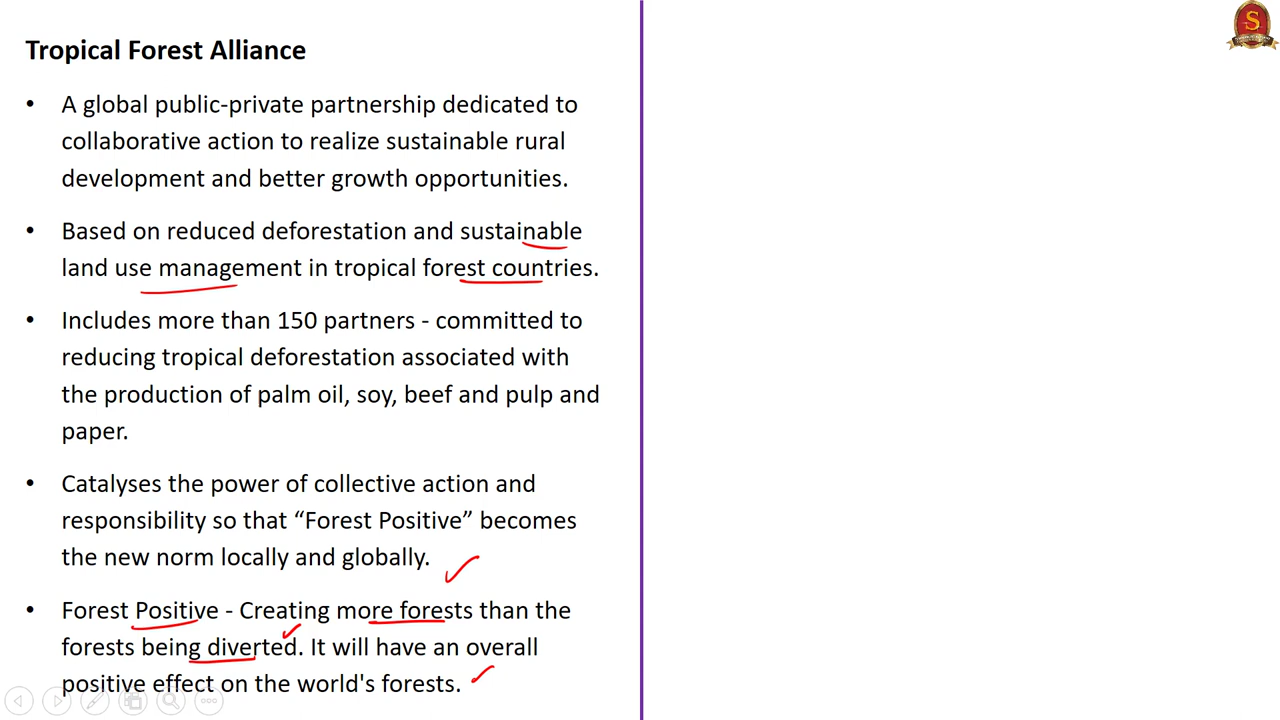 Tropical Forest Alliance
• A global public-private partnership dedicated to
collaborative action to realize sustainable rural
development and better growth opportunities.
• Based on reduced deforestation and sustainable
land use management in tropical forest countries.
• Includes more than 150 partners - committed to
reducing tropical deforestation associated with
the production of palm oil, soy, beef and pulp and
paper.
• Catalyses the power of collective action and
responsibility so that “Forest Positive” becomes
the new norm locally and globally.
• Forest Positive - Creating more forests than the
forests being diverted. It will have an overall
positive effect on the world's forests.
S